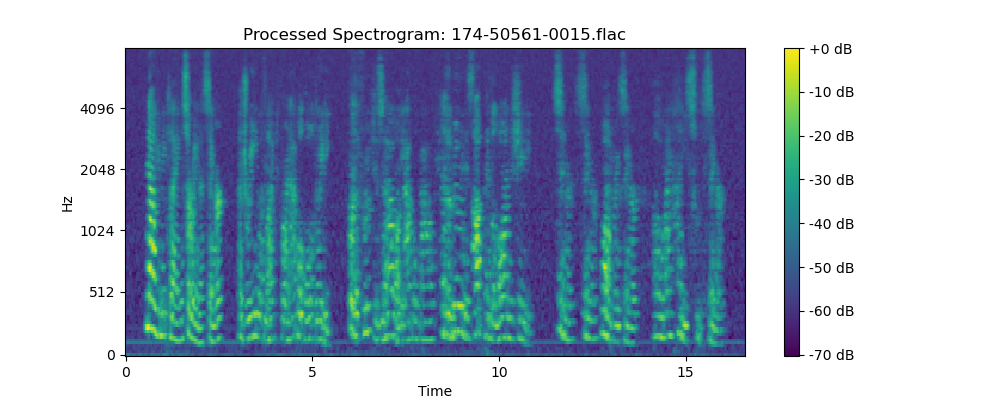 Processed Spectrogram: 174-50561-0015.flac
Hz
4096
2048
1024
512
0
0 5 10 15
Time
+0 dB
-10 dB
-20 dB
-30 dB
-40 dB
-50 dB
-60 dB
-70 dB